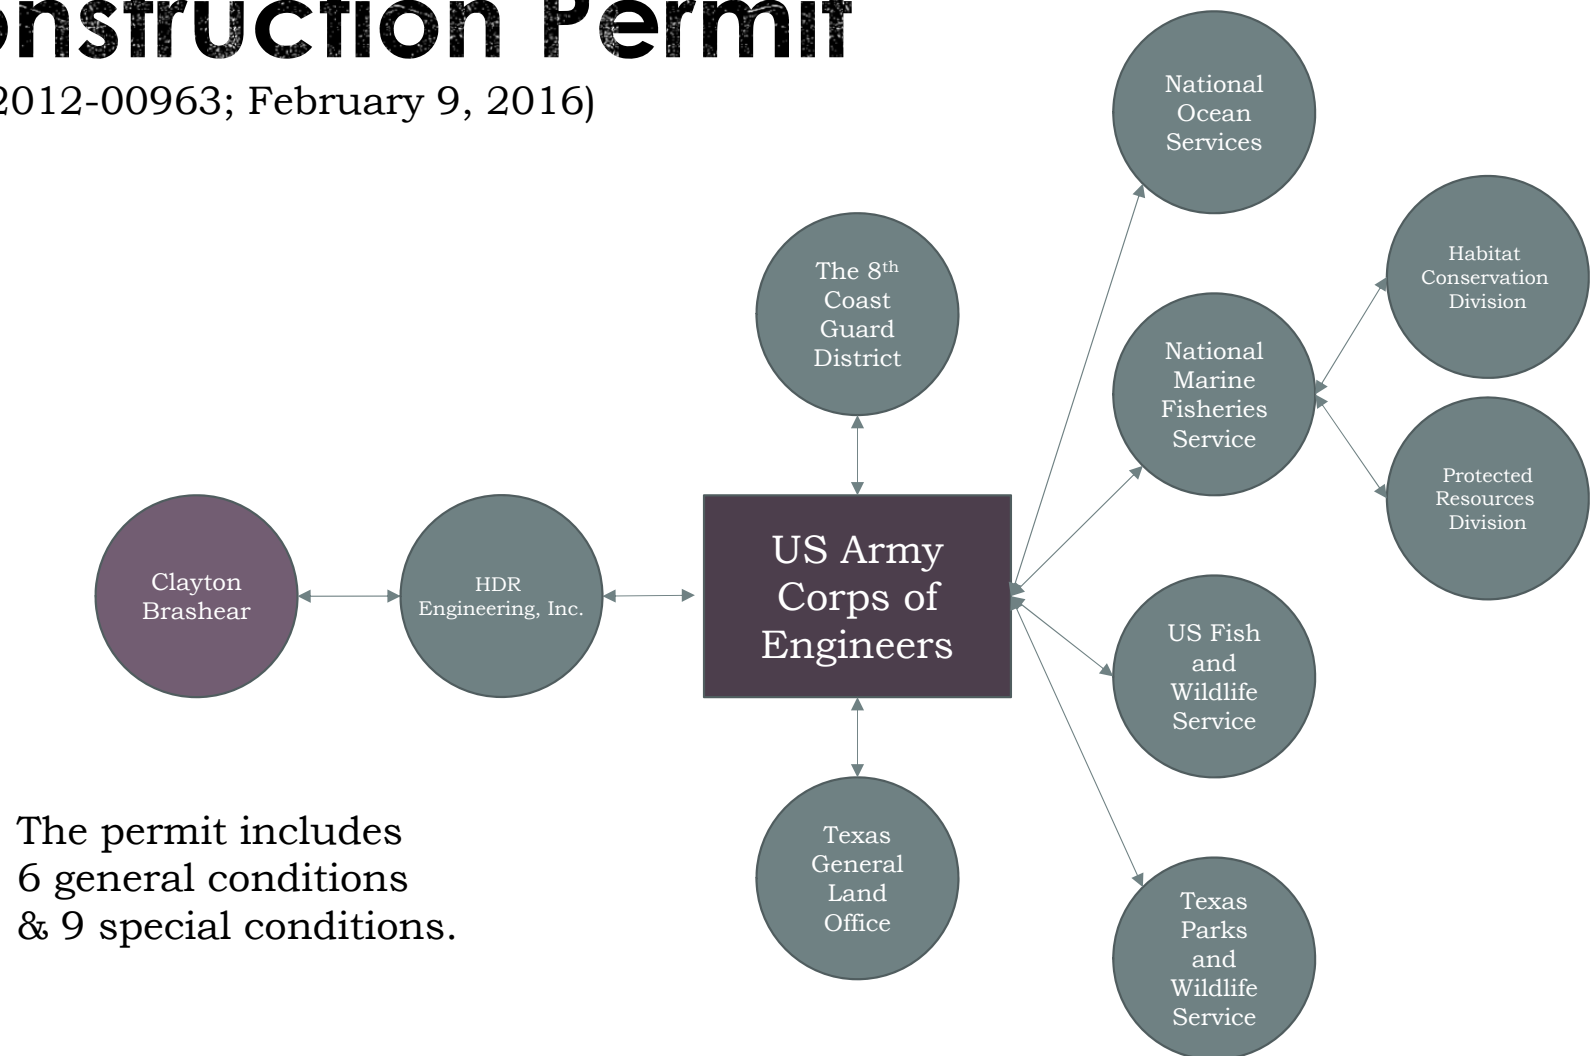 onstruction Permit
2012-00963; February 9, 2016)
National
Ocean
Services
The 8th
Coast
Guard
District
National
Marine
Fisheries
Service
Habitat
Conservation
Division
Protected
Resources
Division
Clayton
Brashear
HDR
Engineering, Inc.
US Army
Corps of
Engineers
US Fish
and
Wildlife
Service
Texas
General
Land
Office
Texas
Parks
and
Wildlife
Service
The permit includes
6 general conditions
& 9 special conditions.